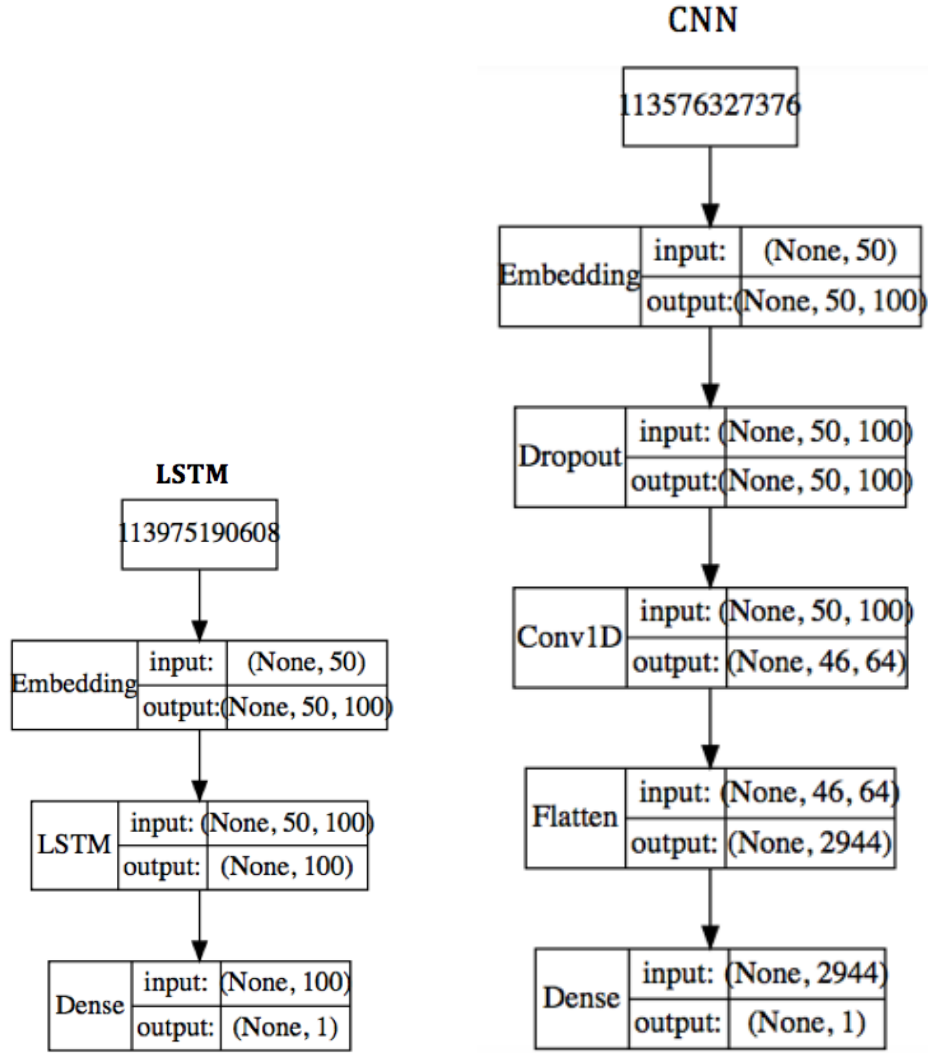 LSTM
113975190608
Embedding
input: (None, 50)
output: (None, 50, 100)
LSTM
input: (None, 50, 100)
output: (None, 100)
Dense
input: (None, 100)
output: (None, 1)
CNN
113576327376
Embedding
input: (None, 50)
output: (None, 50, 100)
Dropout
input: (None, 50, 100)
output: (None, 50, 100)
Conv1D
input: (None, 50, 100)
output: (None, 46, 64)
Flatten
input: (None, 46, 64)
output: (None, 2944)
Dense
input: (None, 2944)
output: (None, 1)